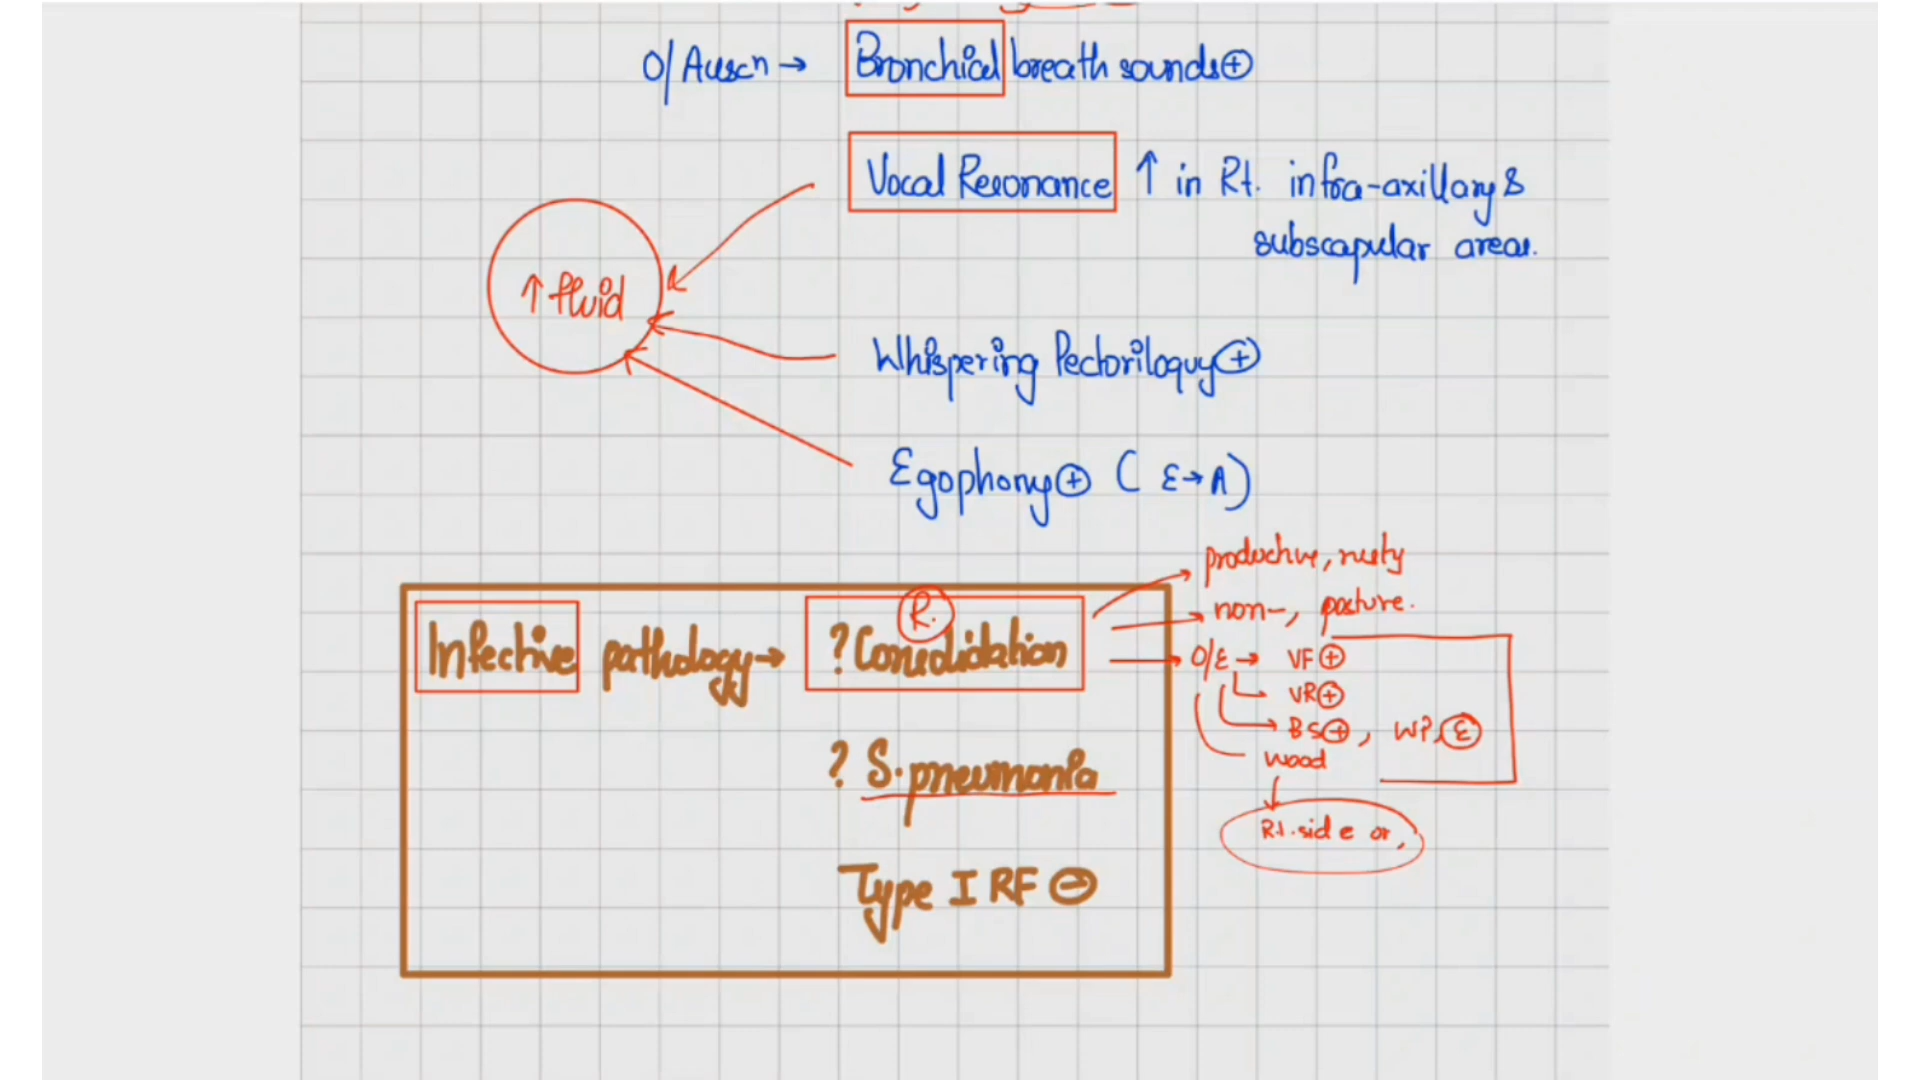 O/Auscn → Bronchial breath sounds⊕
Vocal Resonance ↑ in Rt. infra-axillary &
subscapular areas.
↑ fluid
Whispering Pectoriloquy⊕
Egophony⊕ (E→A)
productive, rusty
non-, posture.
R.
Infective pathology→ ?Consolidation
O/E → VF⊕
VR⊕
BS⊕, WP, E
wood
? S.pneumonia
Rt. side or,
Type I RF ⊖